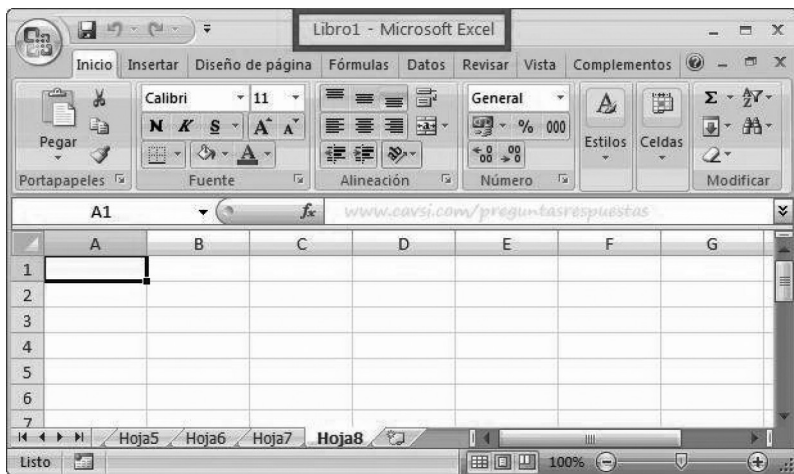 Libro1 - Microsoft Excel
Inicio Insertar Diseño de página Fórmulas Datos Revisar Vista Complementos
Calibri 11 General
N K S A A % 000
Pegar Estilos Celdas
A
Portapapeles Fuente Alineación Número Modificar
A1 fx www.cavsi.com/preguntasrespuestas
A B C D E F G
1
2
3
4
5
6
7
Hoja5 Hoja6 Hoja7 Hoja8
Listo 100%